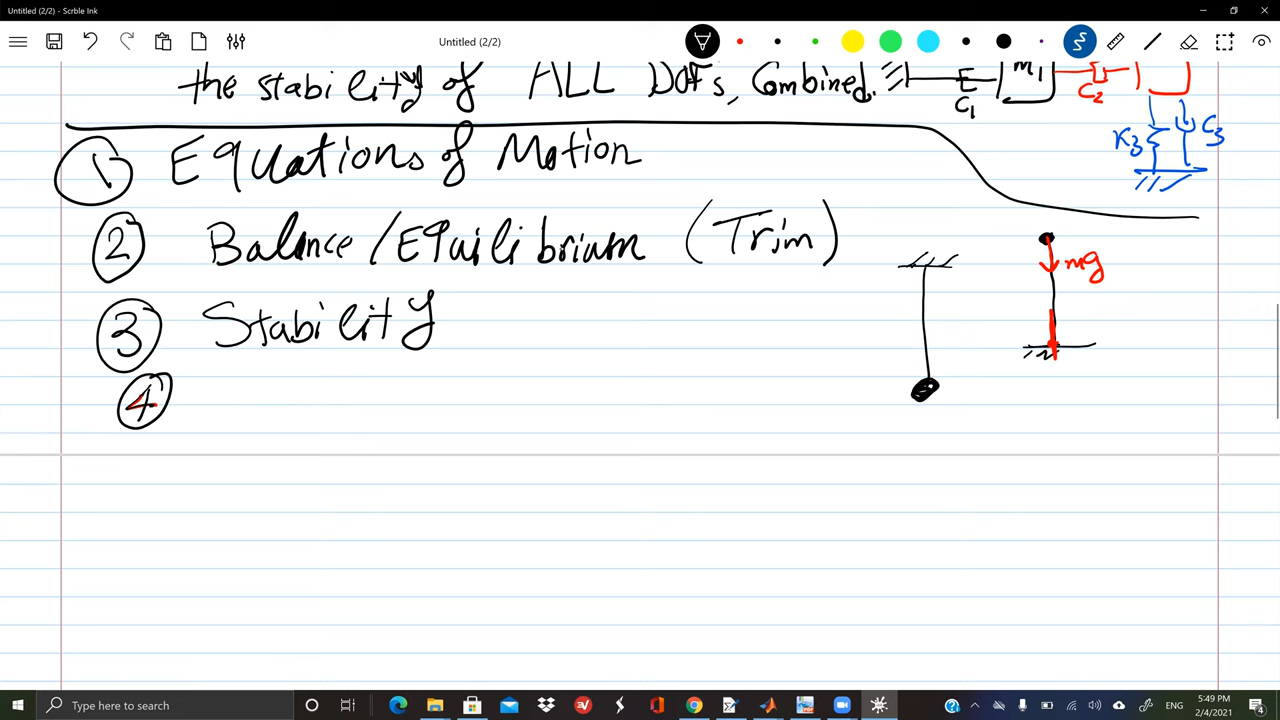 Untitled (2/2) - Scrble Ink
Untitled (2/2)
the stability of ALL DOFs, Combined.
C1
m1
C2
K3
C3
1 Equations of Motion
2 Balance/Equilibrium (Trim)
mg
3 Stability
4
Type here to search
ENG
5:49 PM
2/4/2021
4